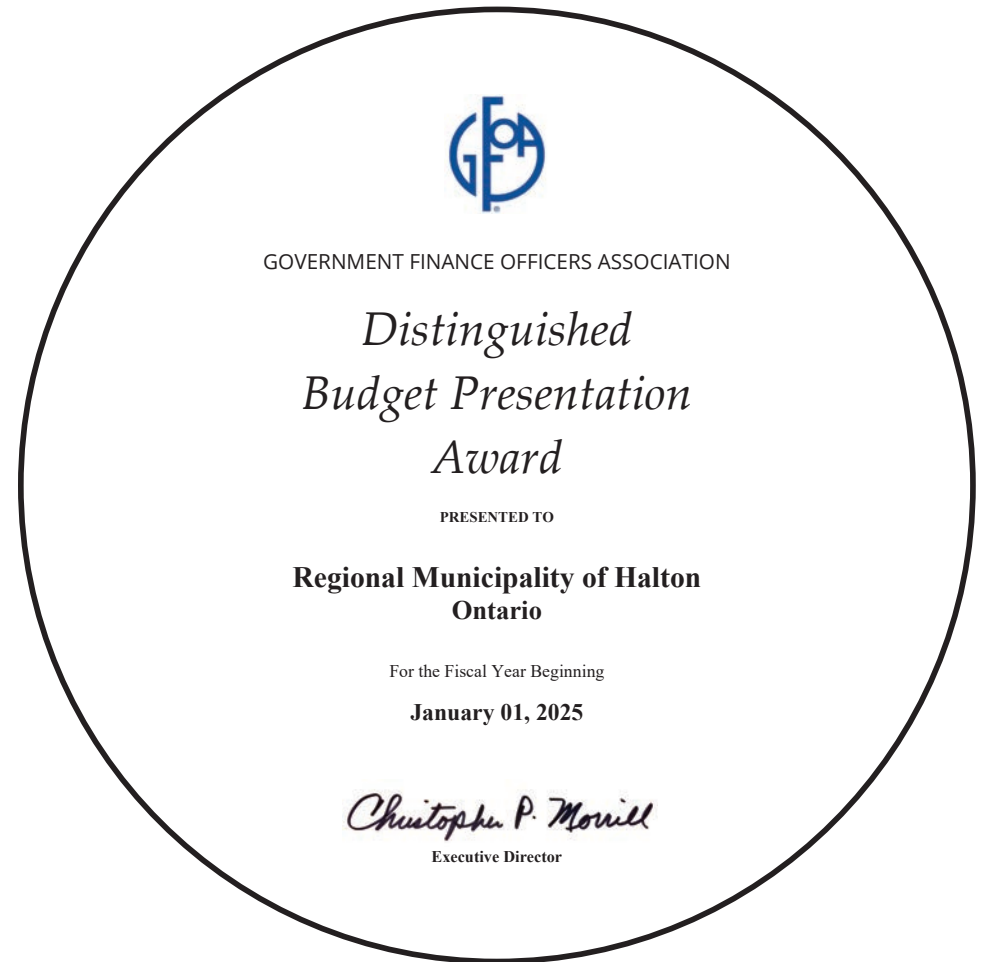 GFOA
GOVERNMENT FINANCE OFFICERS ASSOCIATION
Distinguished
Budget Presentation
Award
PRESENTED TO
Regional Municipality of Halton
Ontario
For the Fiscal Year Beginning
January 01, 2025
Christopher P. Morrill
Executive Director